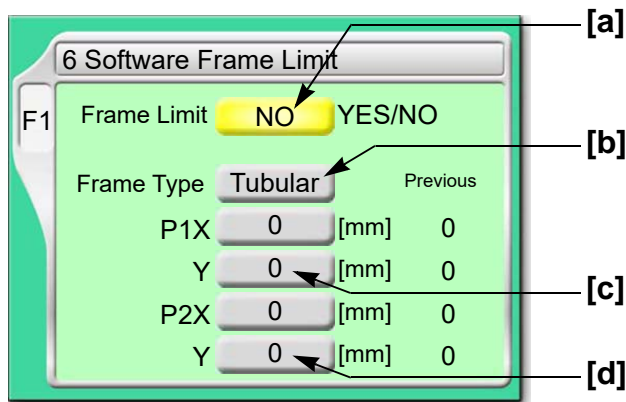 [a]
6 Software Frame Limit
F1 Frame Limit NO YES/NO
[b]
Frame Type Tubular Previous
P1X 0 [mm] 0
Y 0 [mm] 0
[c]
P2X 0 [mm] 0
Y 0 [mm] 0
[d]